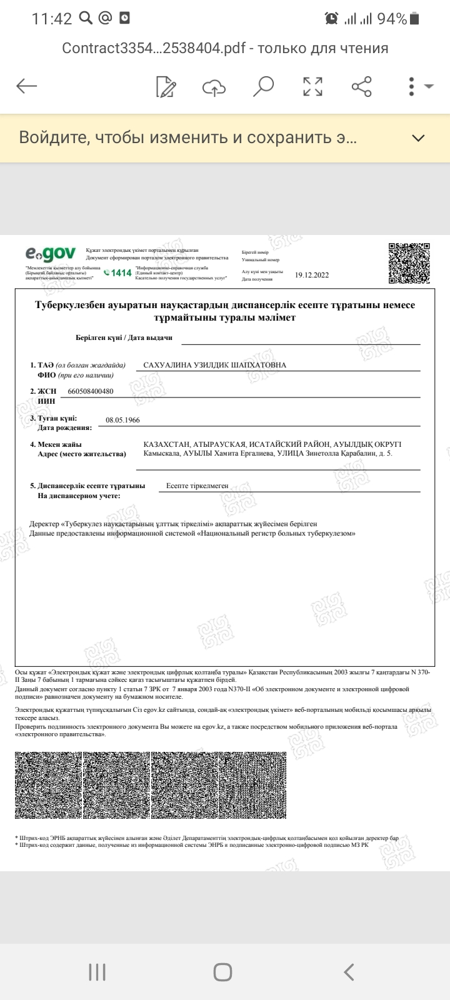 11:42 94%
Contract3354...2538404.pdf - только для чтения
Войдите, чтобы изменить и сохранить э...
e.gov
Құжат электрондық үкімет порталымен құрылған
Документ сформирован порталом электронного правительства
"Мемлекеттік қызметтер алу бойынша
(Бірыңғай байланыс орталығы)
ақпараттық-анықтамалық қызметі"
1414
"Информационно-справочная служба
(Единый контакт-центр)
Касательно получения государственных услуг"
Бірегей нөмір
Уникальный номер
Алу күні мен уақыты
Дата получения
19.12.2022
Туберкулезбен ауыратын науқастардың диспансерлік есепте тұратыны немесе
тұрмайтыны туралы мәлімет
Берілген күні / Дата выдачи
1. ТАӘ (ол болған жағдайда) САХУАЛИНА УЗИЛДИК ШАПХАТОВНА
ФИО (при его наличии)
2. ЖСН 660508400480
ИИН
3. Туған күні: 08.05.1966
Дата рождения:
4. Мекен жайы КАЗАХСТАН, АТЫРАУСКАЯ, ИСАТАЙСКИЙ РАЙОН, АУЫЛДЫҚ ОКРУГІ
Адрес (место жительства) Камыскала, АУЫЛЫ Хамита Ергалиева, УЛИЦА Зинетолла Қарабалин, д. 5.
5. Диспансерлік есепте тұратыны Есепте тіркелмеген
На диспансерном учете:
Деректер «Туберкулез науқастарының ұлттық тіркелімі» ақпараттық жүйесімен берілген
Данные предоставлены информационной системой «Национальный регистр больных туберкулезом»
Осы құжат «Электрондық құжат және электрондық цифрлық қолтаңба туралы» Қазақстан Республикасының 2003 жылғы 7 қаңтардағы N 370-
II Заңы 7 бабының 1 тармағына сәйкес қағаз тасығыштағы құжатпен бірдей.
Данный документ согласно пункту 1 статьи 7 ЗРК от 7 января 2003 года N370-II «Об электронном документе и электронной цифровой
подписи» равнозначен документу на бумажном носителе.
Электрондық құжаттың түпнұсқалығын Сіз egov.kz сайтында, сондай-ақ «электрондық үкімет» веб-порталының мобильді қосымшасы арқылы
тексере аласыз.
Проверить подлинность электронного документа Вы можете на egov.kz, а также посредством мобильного приложения веб-портала
«электронного правительства».
* Штрих-код ЭРНБ ақпараттық жүйесінен алынған және Әділет Департаменттің электрондық-цифрлық қолтаңбасымен қол қойылған деректер бар
* Штрих-код содержит данные, полученные из информационной системы ЭНРБ и подписанные электронно-цифровой подписью МЗ РК